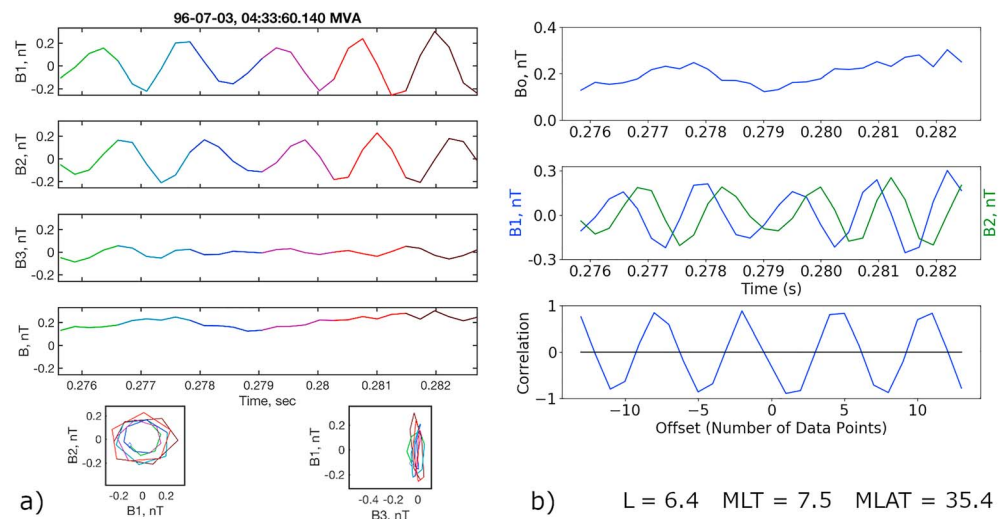 96-07-03, 04:33:60.140 MVA
B1, nT
0.2
0
-0.2
B2, nT
0.2
0
-0.2
B3, nT
0.2
0
-0.2
B, nT
0.2
0
-0.2
0.276 0.277 0.278 0.279 0.28 0.281 0.282
Time, sec
B2, nT
0.2
0
-0.2
-0.2 0 0.2
B1, nT
B1, nT
0.2
0
-0.2
-0.4 -0.2 0
B3, nT
a)
Bo, nT
0.4
0.2
0.0
0.276 0.277 0.278 0.279 0.280 0.281 0.282
B1, nT
0.3
0.0
-0.3
B2, nT
0.276 0.277 0.278 0.279 0.280 0.281 0.282
Time (s)
Correlation
1
0
−1
−10 −5 0 5 10
Offset (Number of Data Points)
b)
L = 6.4 MLT = 7.5 MLAT = 35.4